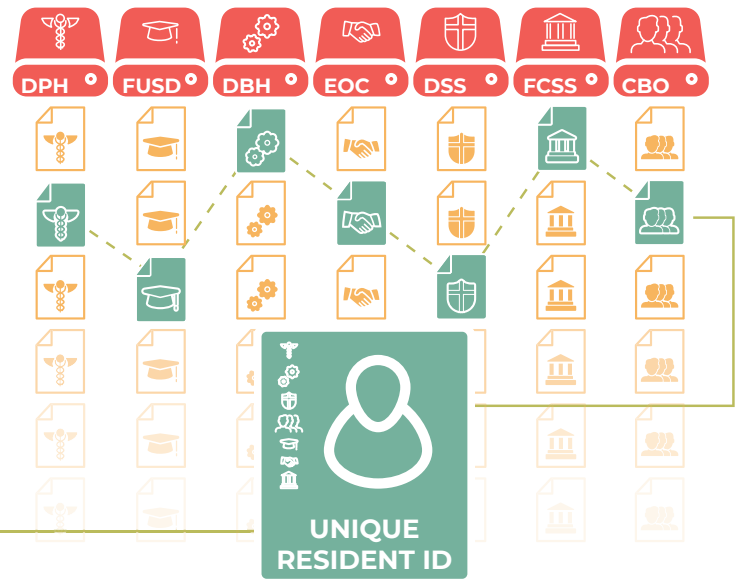 DPH FUSD DBH EOC DSS FCSS CBO
UNIQUE
RESIDENT ID